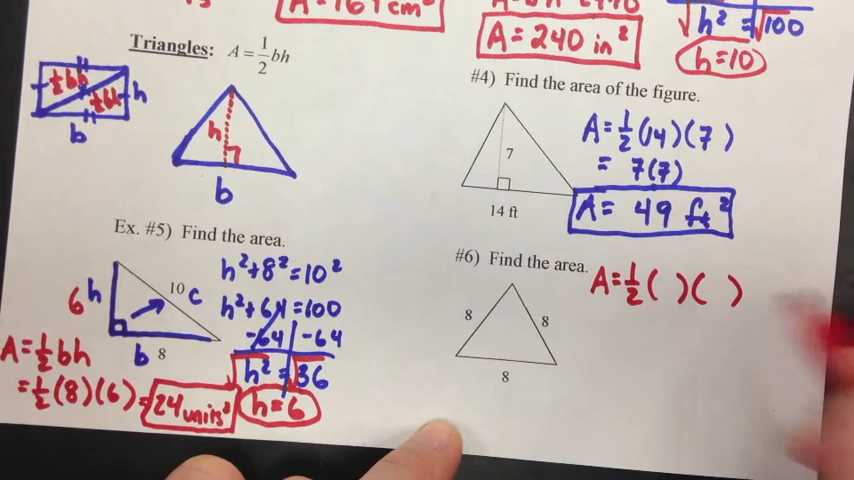 A = 164 cm²
A = 240 in²
√h² = √100
h = 10
Triangles: A = 1/2 bh
½bh
½bh
h
b
h
b
#4) Find the area of the figure.
7
14 ft
A = ½(14)(7)
= 7(7)
A = 49 ft²
Ex. #5) Find the area.
6 h
10 c
b 8
h² + 8² = 10²
h² + 64 = 100
-64 | -64
√h² = √36
h = 6
A = ½bh
= ½(8)(6) = 24 units²
#6) Find the area.
8
8
8
A = ½( )( )